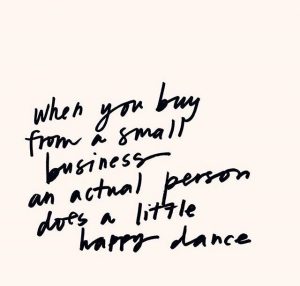 when you buy
from a small
business
an actual person
does a little
happy dance